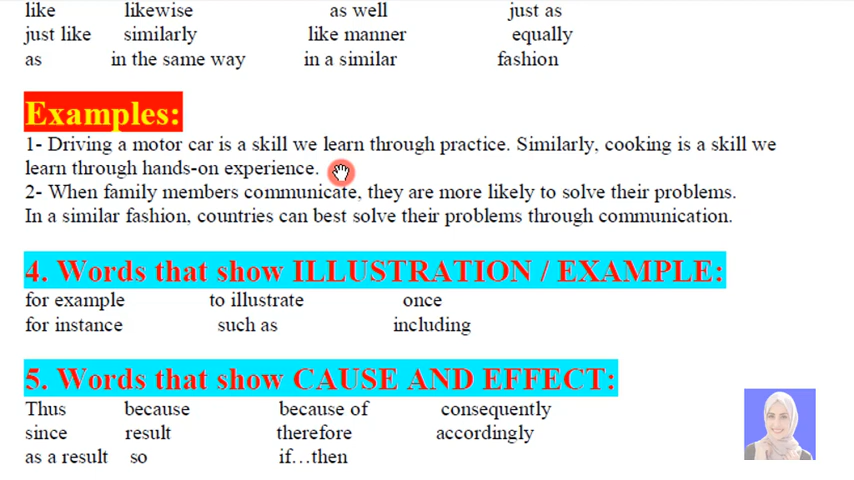 like likewise as well just as
just like similarly like manner equally
as in the same way in a similar fashion
Examples:
1- Driving a motor car is a skill we learn through practice. Similarly, cooking is a skill we
learn through hands-on experience.
2- When family members communicate, they are more likely to solve their problems.
In a similar fashion, countries can best solve their problems through communication.
4. Words that show ILLUSTRATION / EXAMPLE:
for example to illustrate once
for instance such as including
5. Words that show CAUSE AND EFFECT:
Thus because because of consequently
since result therefore accordingly
as a result so if…then